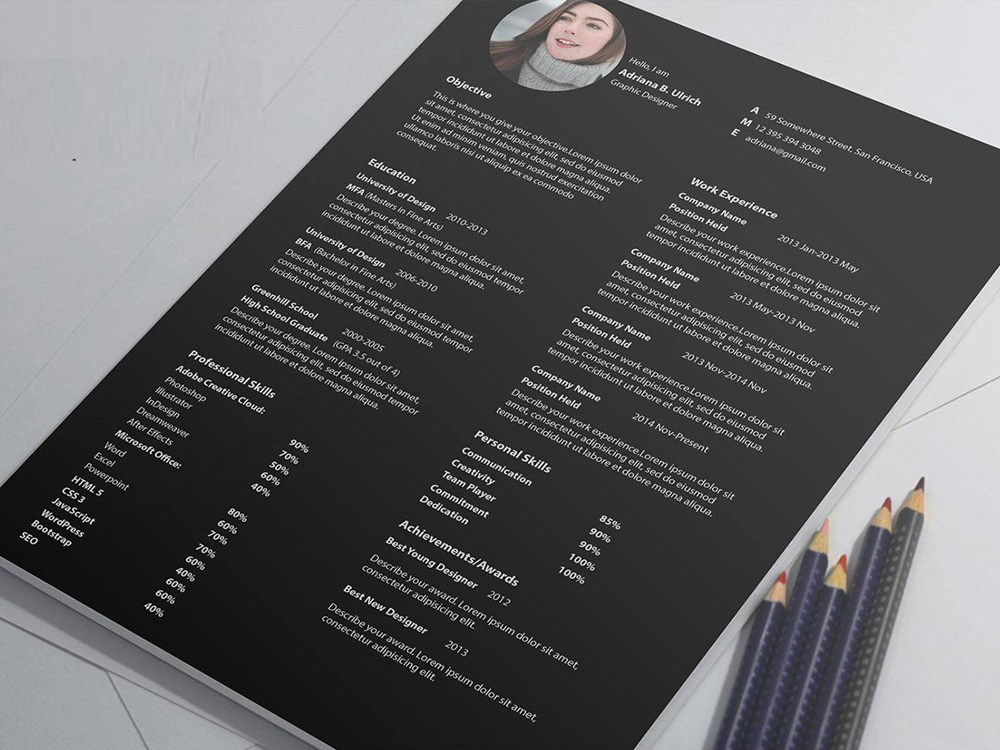 Hello, I am
Adriana B. Ulrich
Graphic Designer
A 59 Somewhere Street, San Francisco, USA
M 12 395 394 3048
E adriana@gmail.com
Objective
This is where you give your objective.Lorem ipsum dolor
sit amet, consectetur adipisicing elit, sed do eiusmod
tempor incididunt ut labore et dolore magna aliqua.
Ut enim ad minim veniam, quis nostrud exercitation
ullamco laboris nisi ut aliquip ex ea commodo
consequat.
Education
University of Design 2010-2013
MFA (Masters in Fine Arts)
Describe your degree. Lorem ipsum dolor sit amet,
consectetur adipisicing elit, sed do eiusmod tempor
incididunt ut labore et dolore magna aliqua.
University of Design 2006-2010
BFA (Bachelor in Fine Arts)
Describe your degree. Lorem ipsum dolor sit amet,
consectetur adipisicing elit, sed do eiusmod tempor
incididunt ut labore et dolore magna aliqua.
Greenhill School 2000-2005
High School Graduate (GPA 3.5 out of 4)
Describe your degree. Lorem ipsum dolor sit amet,
consectetur adipisicing elit, sed do eiusmod tempor
incididunt ut labore et dolore magna aliqua.
Professional Skills
Adobe Creative Cloud:
Photoshop 90%
Illustrator 70%
InDesign 50%
Dreamweaver 60%
After Effects 40%
Microsoft Office:
Word 80%
Excel 60%
Powerpoint 70%
HTML 5 70%
CSS 3 60%
JavaScript 40%
WordPress 60%
Bootstrap 60%
SEO 40%
Work Experience
Company Name 2013 Jan-2013 May
Position Held
Describe your work experience.Lorem ipsum dolor sit
amet, consectetur adipisicing elit, sed do eiusmod
tempor incididunt ut labore et dolore magna aliqua.
Company Name 2013 May-2013 Nov
Position Held
Describe your work experience.Lorem ipsum dolor sit
amet, consectetur adipisicing elit, sed do eiusmod
tempor incididunt ut labore et dolore magna aliqua.
Company Name 2013 Nov-2014 Nov
Position Held
Describe your work experience.Lorem ipsum dolor sit
amet, consectetur adipisicing elit, sed do eiusmod
tempor incididunt ut labore et dolore magna aliqua.
Company Name 2014 Nov-Present
Position Held
Describe your work experience.Lorem ipsum dolor sit
amet, consectetur adipisicing elit, sed do eiusmod
tempor incididunt ut labore et dolore magna aliqua.
Personal Skills
Communication 85%
Creativity 90%
Team Player 90%
Commitment 100%
Dedication 100%
Achievements/Awards
Best Young Designer 2012
Describe your award. Lorem ipsum dolor sit amet,
consectetur adipisicing elit.
Best New Designer 2013
Describe your award. Lorem ipsum dolor sit amet,
consectetur adipisicing elit.